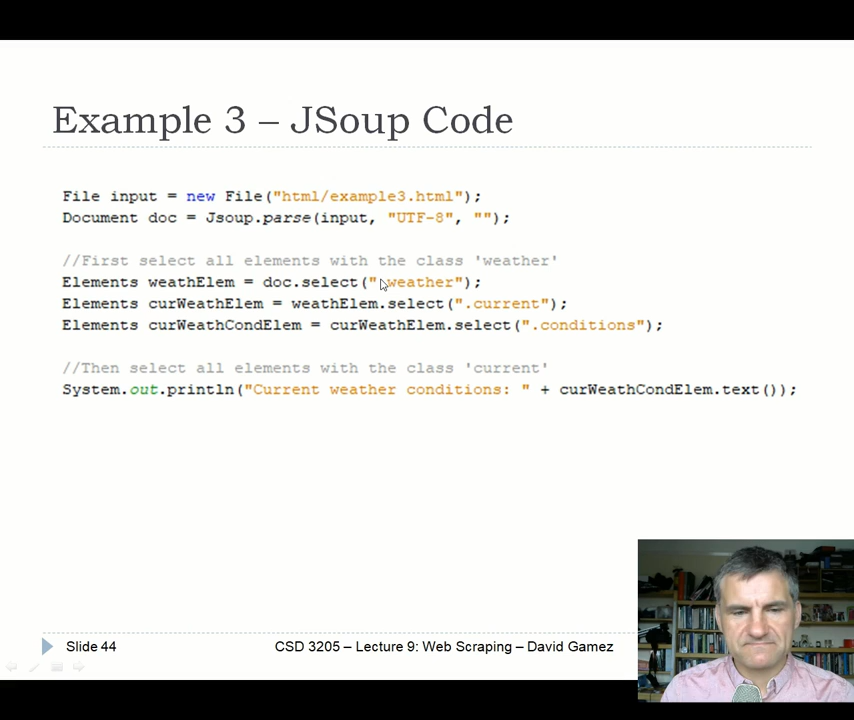 Example 3 – JSoup Code
File input = new File("html/example3.html");
Document doc = Jsoup.parse(input, "UTF-8", "");
//First select all elements with the class 'weather'
Elements weathElem = doc.select(".weather");
Elements curWeathElem = weathElem.select(".current");
Elements curWeathCondElem = curWeathElem.select(".conditions");
//Then select all elements with the class 'current'
System.out.println("Current weather conditions: " + curWeathCondElem.text());
Slide 44
CSD 3205 – Lecture 9: Web Scraping – David Gamez